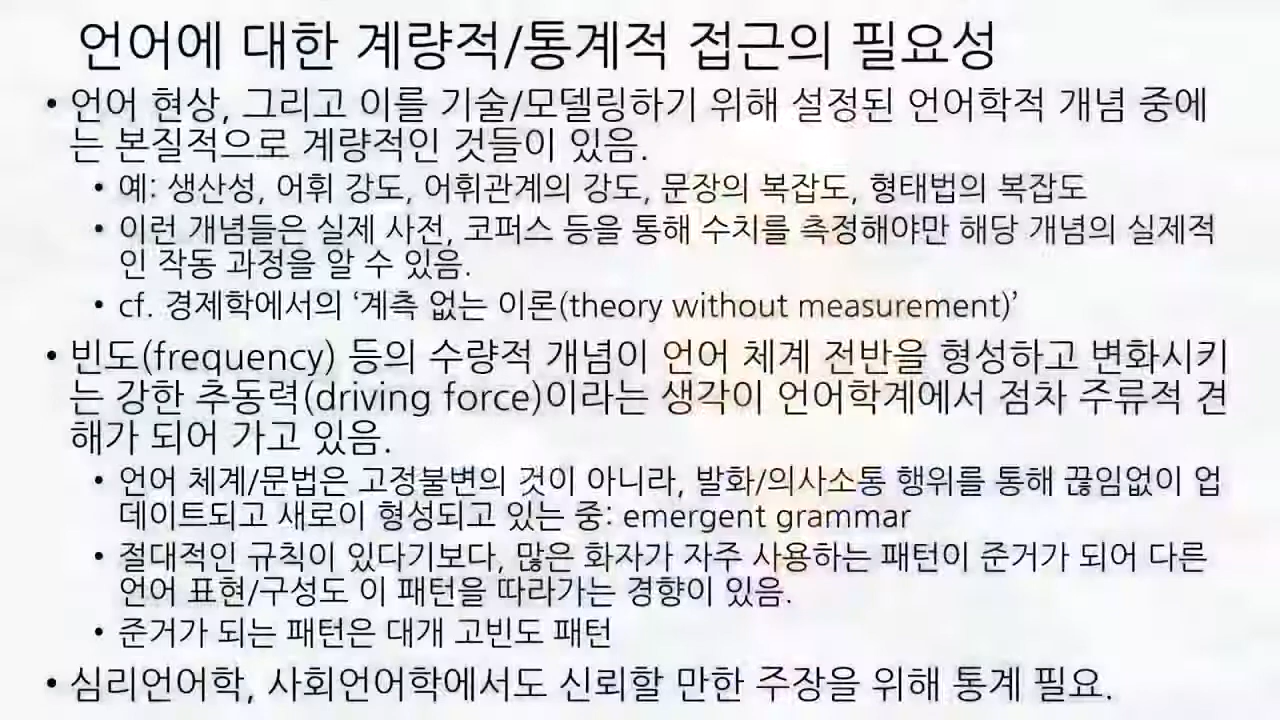 언어에 대한 계량적/통계적 접근의 필요성
• 언어 현상, 그리고 이를 기술/모델링하기 위해 설정된 언어학적 개념 중에
는 본질적으로 계량적인 것들이 있음.
• 예: 생산성, 어휘 강도, 어휘관계의 강도, 문장의 복잡도, 형태법의 복잡도
• 이런 개념들은 실제 사전, 코퍼스 등을 통해 수치를 측정해야만 해당 개념의 실제적
인 작동 과정을 알 수 있음.
• cf. 경제학에서의 ‘계측 없는 이론(theory without measurement)’
• 빈도(frequency) 등의 수량적 개념이 언어 체계 전반을 형성하고 변화시키
는 강한 추동력(driving force)이라는 생각이 언어학계에서 점차 주류적 견
해가 되어 가고 있음.
• 언어 체계/문법은 고정불변의 것이 아니라, 발화/의사소통 행위를 통해 끊임없이 업
데이트되고 새로이 형성되고 있는 중: emergent grammar
• 절대적인 규칙이 있다기보다, 많은 화자가 자주 사용하는 패턴이 준거가 되어 다른
언어 표현/구성도 이 패턴을 따라가는 경향이 있음.
• 준거가 되는 패턴은 대개 고빈도 패턴
• 심리언어학, 사회언어학에서도 신뢰할 만한 주장을 위해 통계 필요.